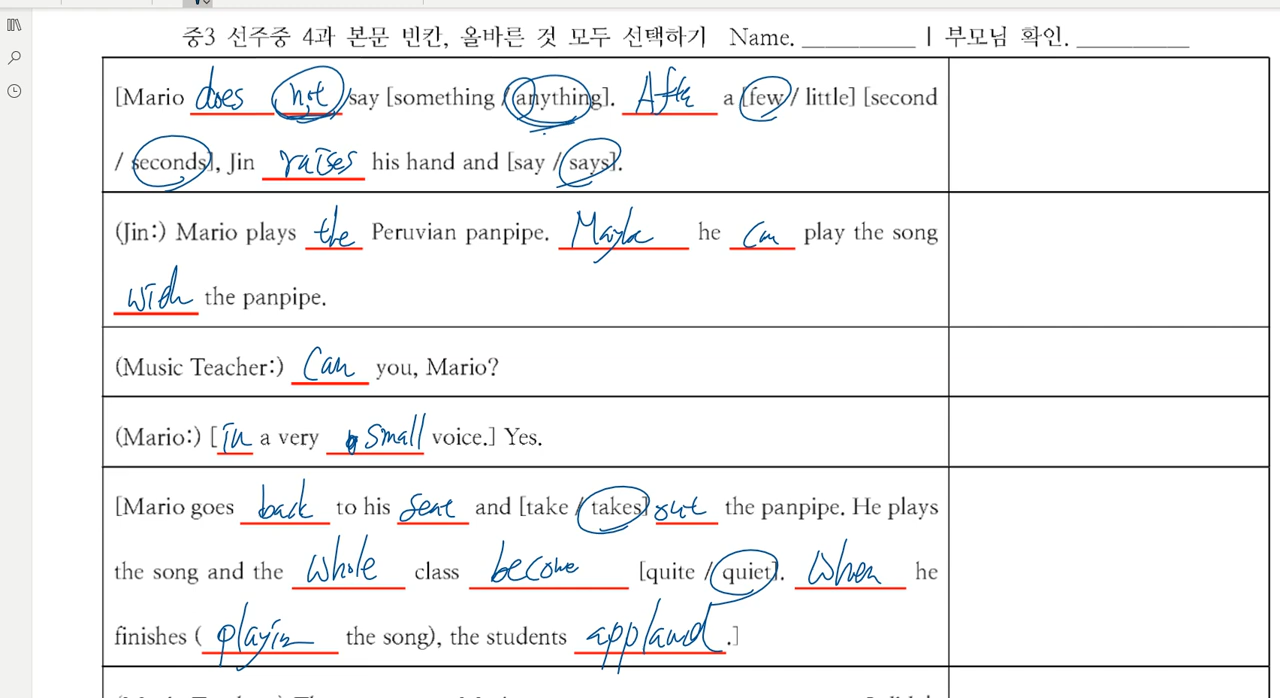 중3 선주중 4과 본문 빈칸, 올바른 것 모두 선택하기 Name. __________ | 부모님 확인. __________
[Mario does not say [something / anything]. After a [few / little] [second
/ seconds], Jin raises his hand and [say / says].
(Jin:) Mario plays the Peruvian panpipe. Maybe he can play the song
with the panpipe.
(Music Teacher:) Can you, Mario?
(Mario:) [in a very small voice.] Yes.
[Mario goes back to his seat and [take / takes] out the panpipe. He plays
the song and the whole class become [quite / quiet]. When he
finishes ( playing the song), the students applaud .]